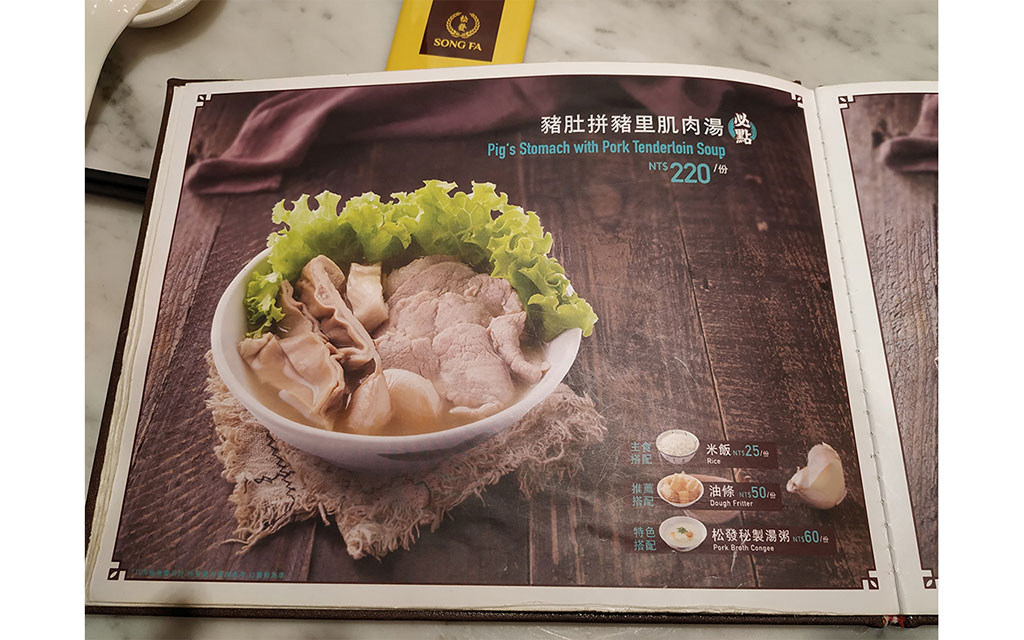 松
發
SONG FA
豬肚拼豬里肌肉湯
必點
Pig's Stomach with Pork Tenderloin Soup
NT$ 220 /份
主食
搭配
米飯 NT$25/份
Rice
推薦
搭配
油條 NT$50/份
Dough Fritter
特色
搭配
松發秘製湯粥 NT$60/份
Pork Broth Congee